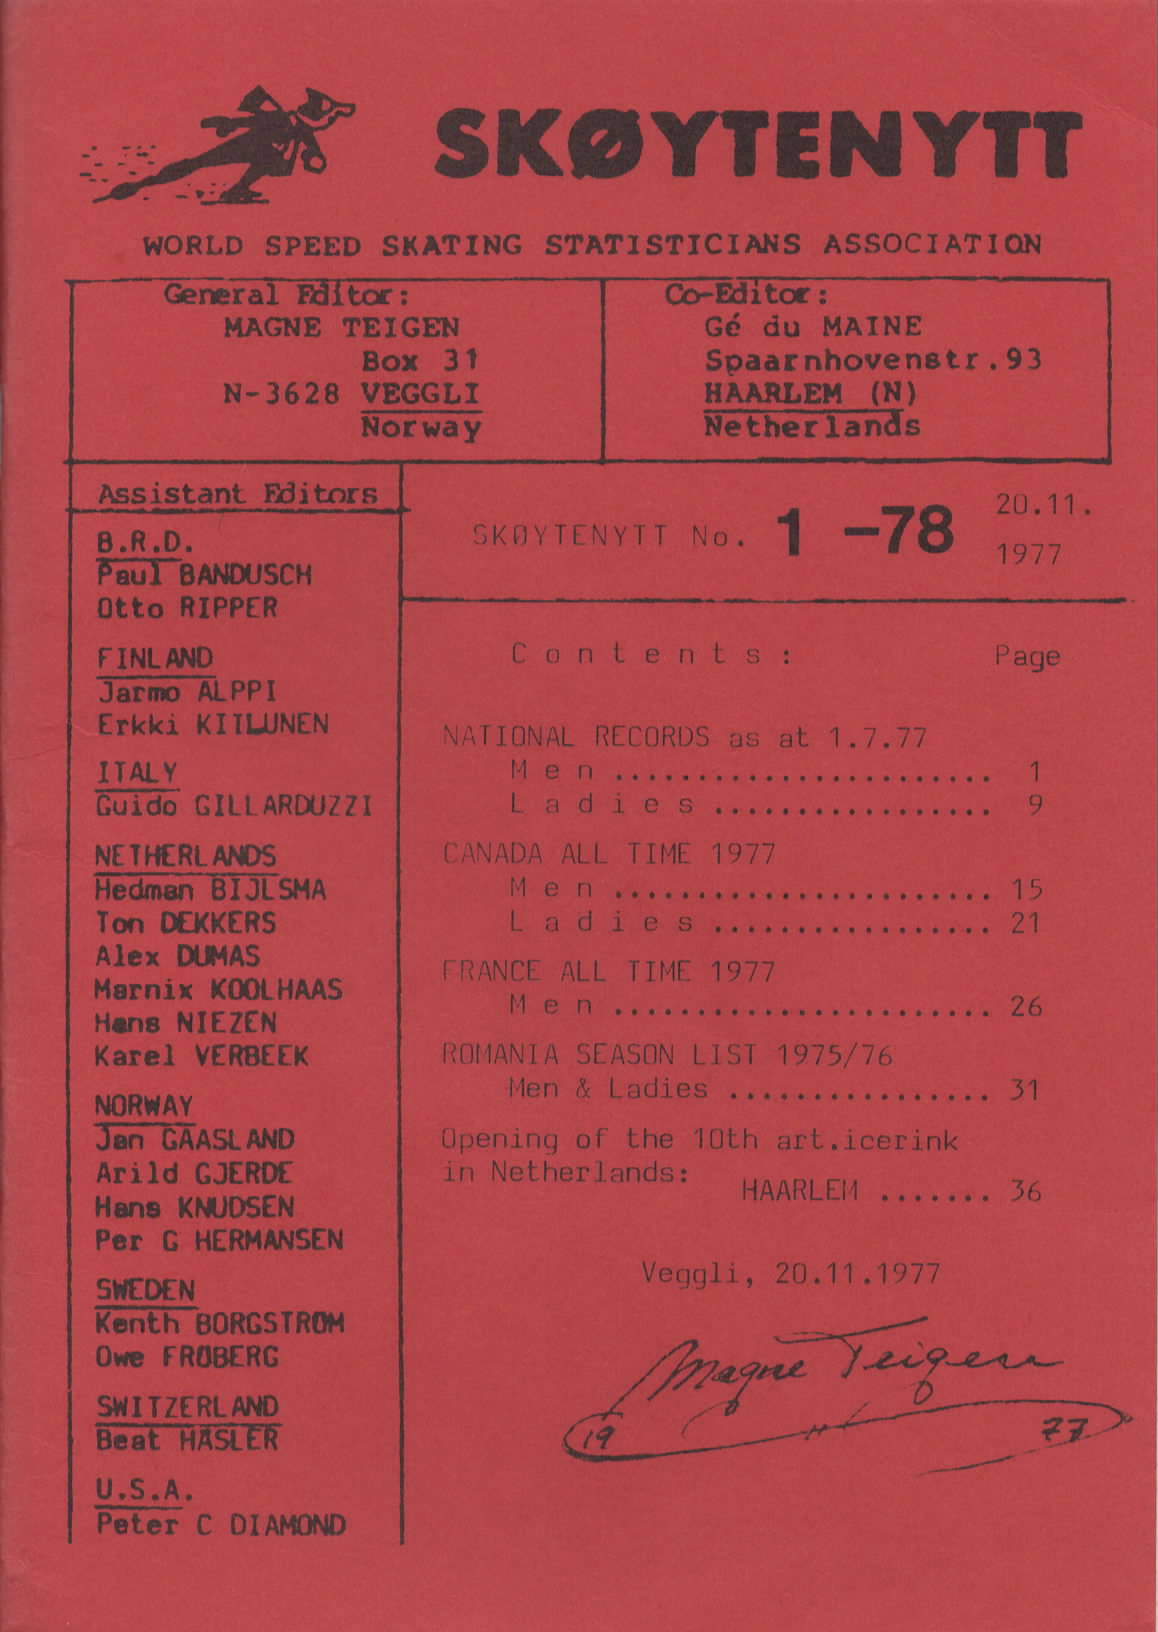 SKØYTENYTT
WORLD SPEED SKATING STATISTICIANS ASSOCIATION
General Editor:
MAGNE TEIGEN
Box 31
N-3628 VEGGLI
Norway
Co-Editor:
Gé du MAINE
Spaarnhovenstr.93
HAARLEM (N)
Netherlands
Assistant Editors
B.R.D.
Paul BANDUSCH
Otto RIPPER
FINLAND
Jarmo ALPPI
Erkki KIILUNEN
ITALY
Guido GILLARDUZZI
NETHERLANDS
Hedman BIJLSMA
Ton DEKKERS
Alex DUMAS
Marnix KOOLHAAS
Hans NIEZEN
Karel VERBEEK
NORWAY
Jan GAASLAND
Arild GJERDE
Hans KNUDSEN
Per G HERMANSEN
SWEDEN
Kenth BORGSTRØM
Owe FRØBERG
SWITZERLAND
Beat HÄSLER
U.S.A.
Peter C DIAMOND
SKØYTENYTT No. 1 -78
20.11.
1977
Contents: Page
NATIONAL RECORDS as at 1.7.77
Men ....................... 1
Ladies ................. 9
CANADA ALL TIME 1977
Men ....................... 15
Ladies ................. 21
FRANCE ALL TIME 1977
Men ....................... 26
ROMANIA SEASON LIST 1975/76
Men & Ladies ................ 31
Opening of the 10th art.icerink
in Netherlands:
HAARLEM ....... 36
Veggli, 20.11.1977
Magne Teigen
19 77